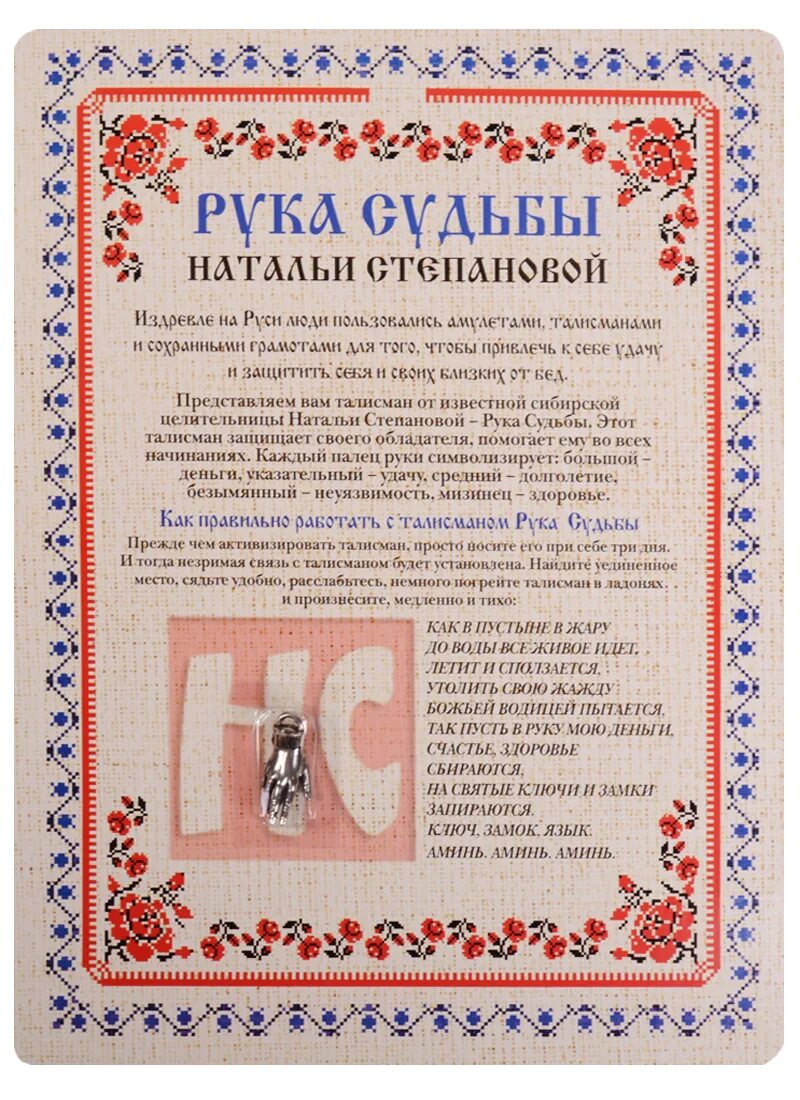 РУКА СУДЬБЫ
НАТАЛЬИ СТЕПАНОВОЙ
Издревле на Руси люди пользовались амулетами, талисманами
и сохранными грамотами для того, чтобы привлечь к себе удачу
и защитить себя и своих близких от бед.
Представляем вам талисман от известной сибирской
целительницы Натальи Степановой – Рука Судьбы. Этот
талисман защищает своего обладателя, помогает ему во всех
начинаниях. Каждый палец руки символизирует: большой –
деньги, указательный – удачу, средний – долголетие,
безымянный – неуязвимость, мизинец – здоровье.
Как правильно работать с талисманом Рука Судьбы
Прежде чем активизировать талисман, просто носите его при себе три дня.
И тогда незримая связь с талисманом будет установлена. Найдите уединенное
место, сядьте удобно, расслабьтесь, немного погрейте талисман в ладонях
и произнесите, медленно и тихо:
НС
КАК В ПУСТЫНЕ В ЖАРУ
ДО ВОДЫ ВСЕ ЖИВОЕ ИДЕТ,
ЛЕТИТ И СПОЛЗАЕТСЯ,
УТОЛИТЬ СВОЮ ЖАЖДУ
БОЖЬЕЙ ВОДИЦЕЙ ПЫТАЕТСЯ,
ТАК ПУСТЬ В РУКУ МОЮ ДЕНЬГИ,
СЧАСТЬЕ, ЗДОРОВЬЕ
СБИРАЮТСЯ,
НА СВЯТЫЕ КЛЮЧИ И ЗАМКИ
ЗАПИРАЮТСЯ.
КЛЮЧ, ЗАМОК, ЯЗЫК.
АМИНЬ. АМИНЬ. АМИНЬ.